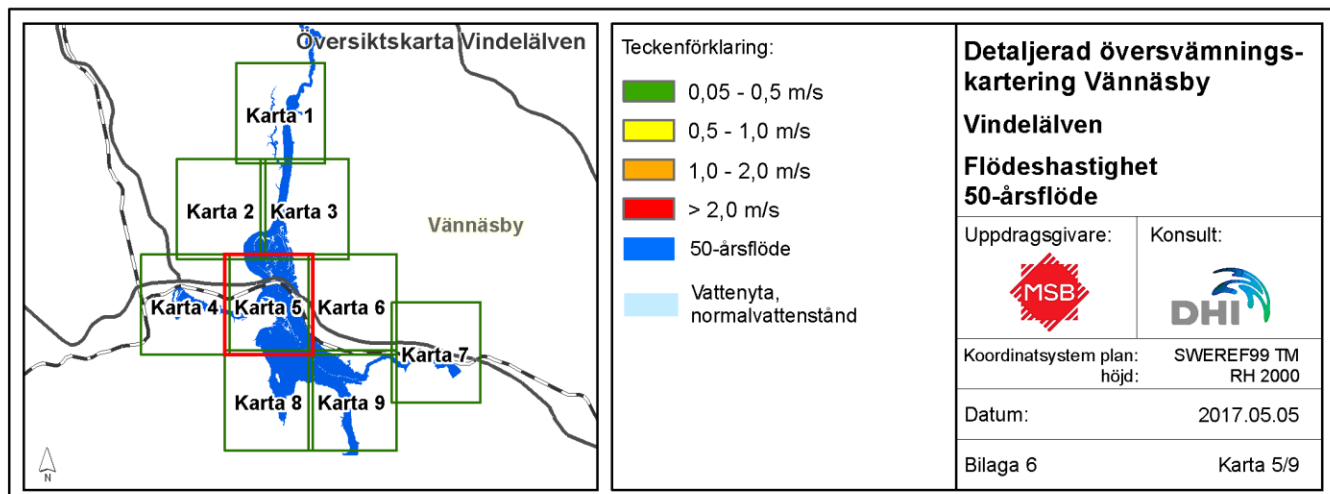 Översiktskarta Vindelälven
Karta 1
Karta 2
Karta 3
Vännäsby
Karta 4
Karta 5
Karta 6
Karta 7
Karta 8
Karta 9
N
Teckenförklaring:
0,05 - 0,5 m/s
0,5 - 1,0 m/s
1,0 - 2,0 m/s
> 2,0 m/s
50-årsflöde
Vattenyta,
normalvattenstånd
Detaljerad översvämnings-
kartering Vännäsby
Vindelälven
Flödeshastighet
50-årsflöde
Uppdragsgivare:
MSB
Konsult:
DHI
Koordinatsystem plan: SWEREF99 TM
höjd: RH 2000
Datum: 2017.05.05
Bilaga 6 Karta 5/9